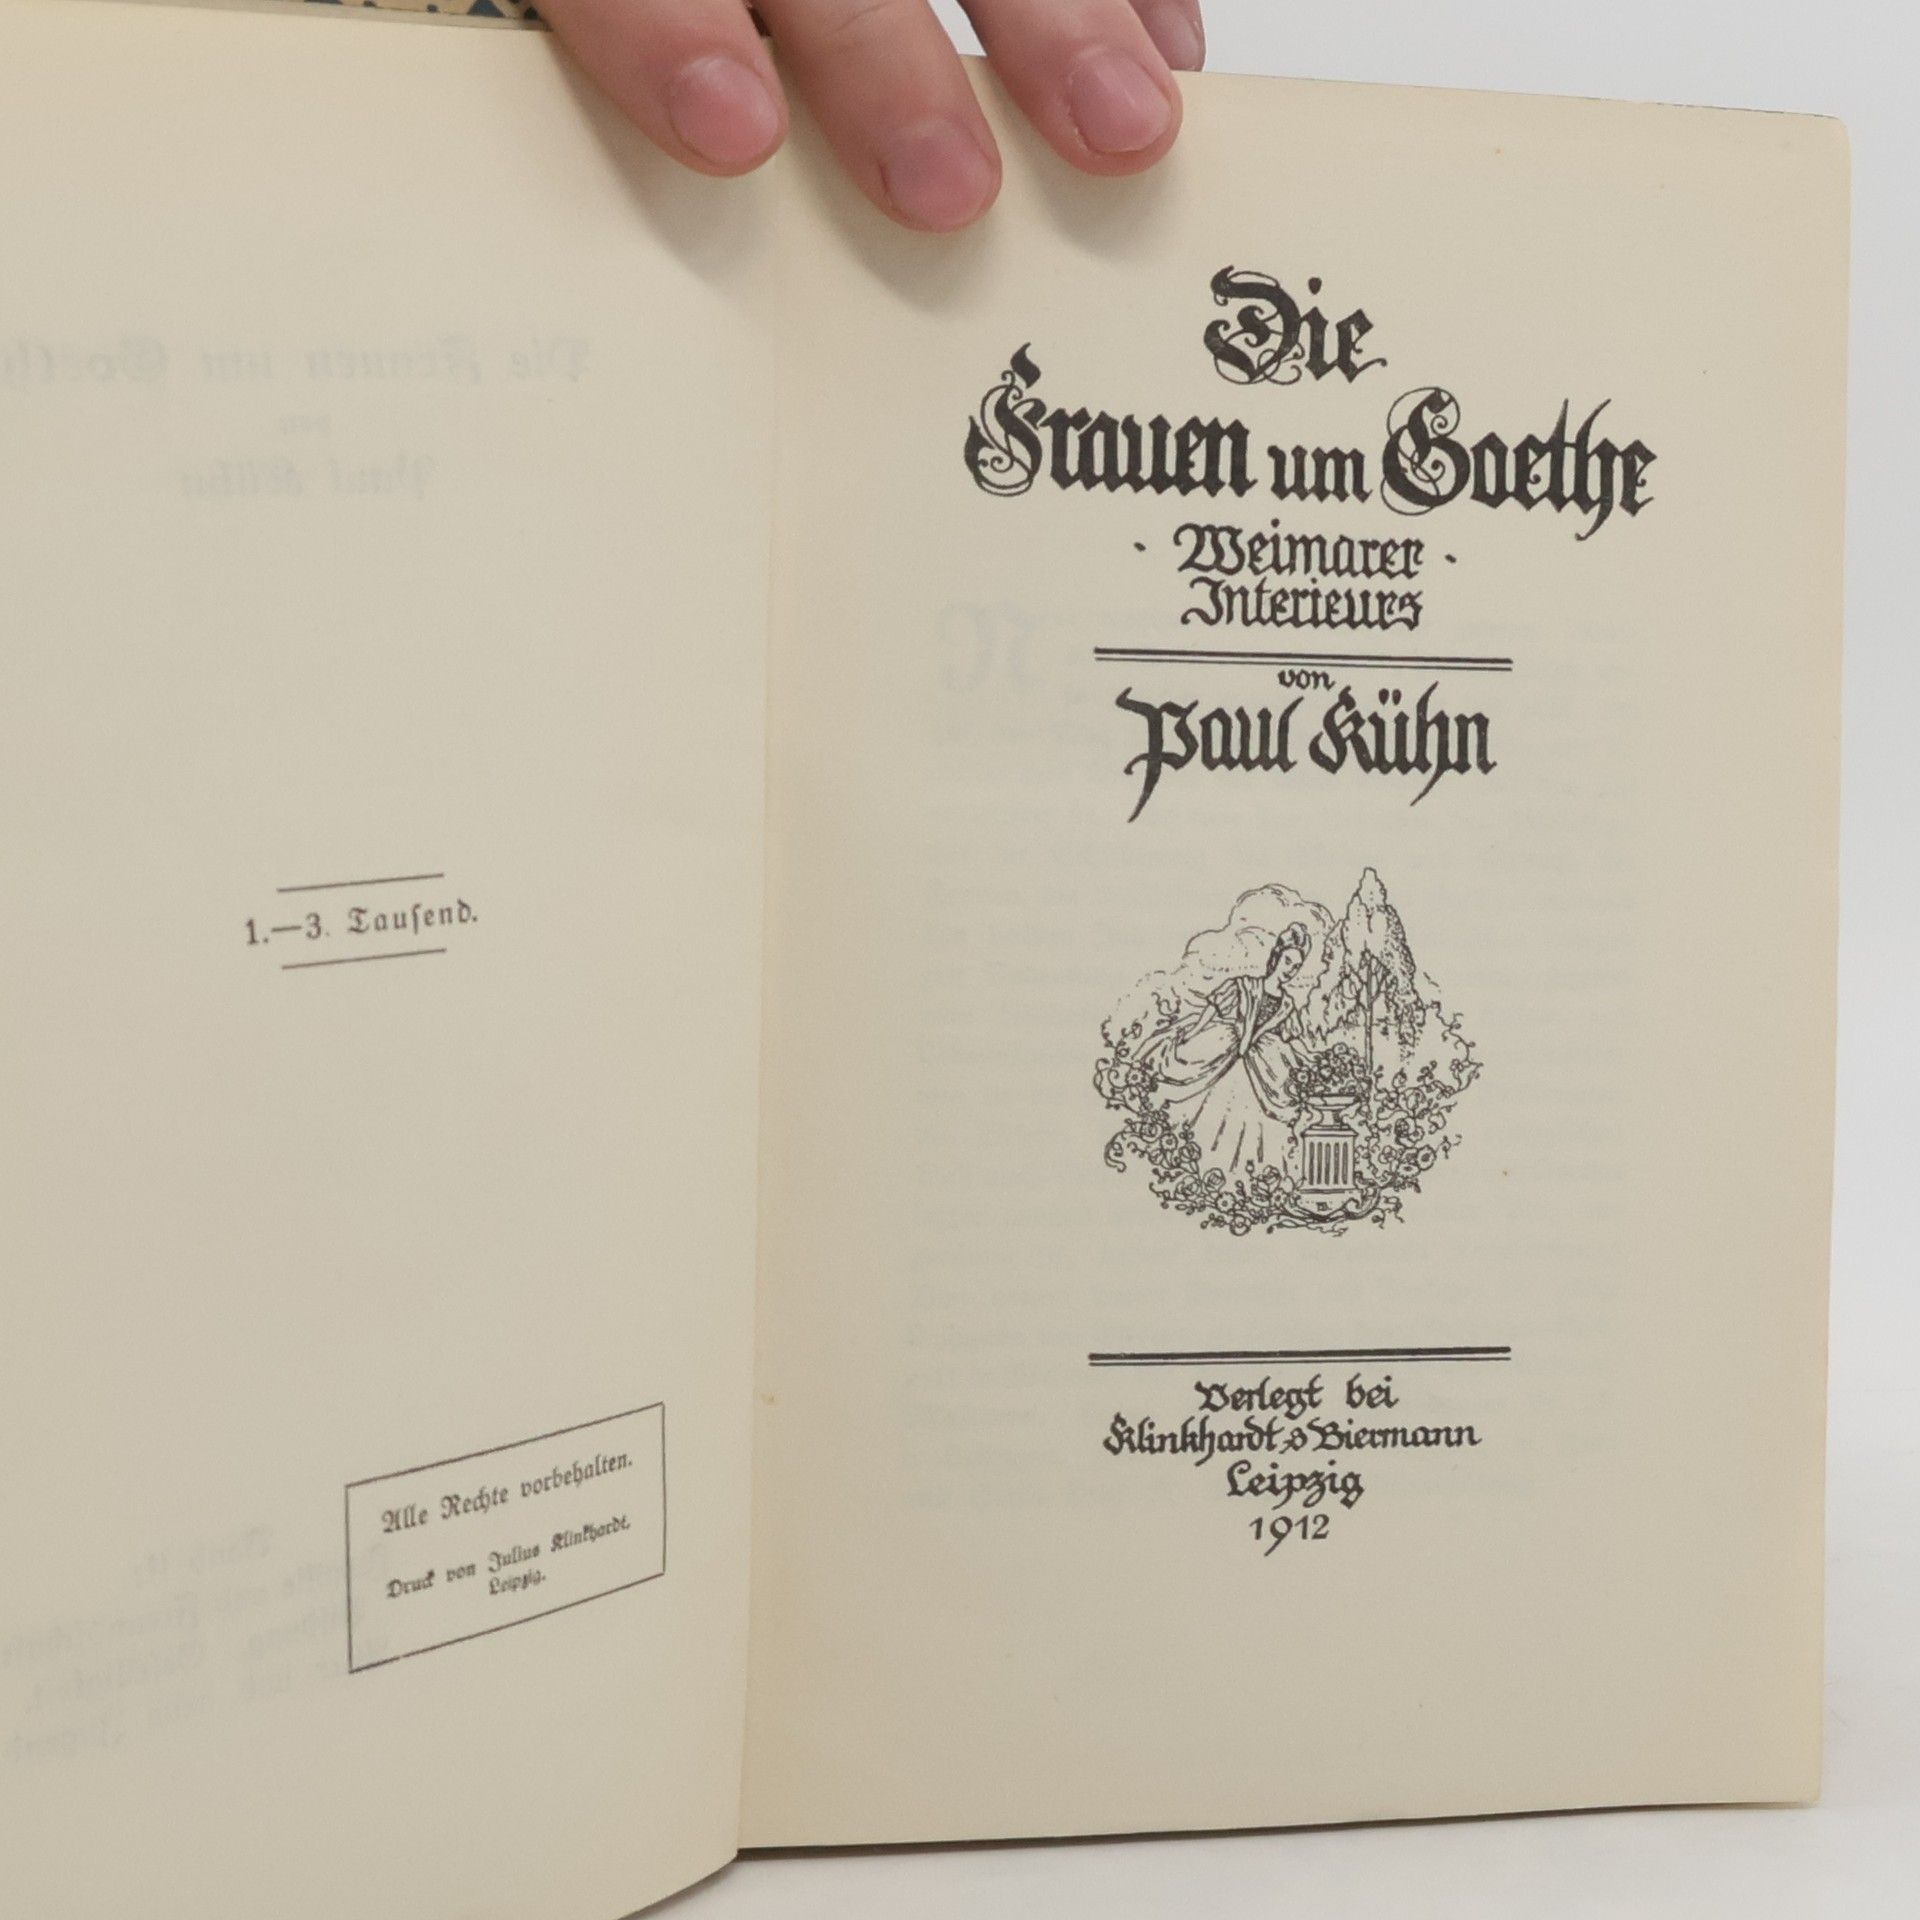 1.—3. Tauſend.
Alle Rechte vorbehalten.
Druck von Julius Klinkhardt.
Leipzig.
Die
Frauen um Goethe
· Weimarer ·
Interieurs
von
Paul Kühn
Verlegt bei
Klinkhardt & Biermann
Leipzig
1912